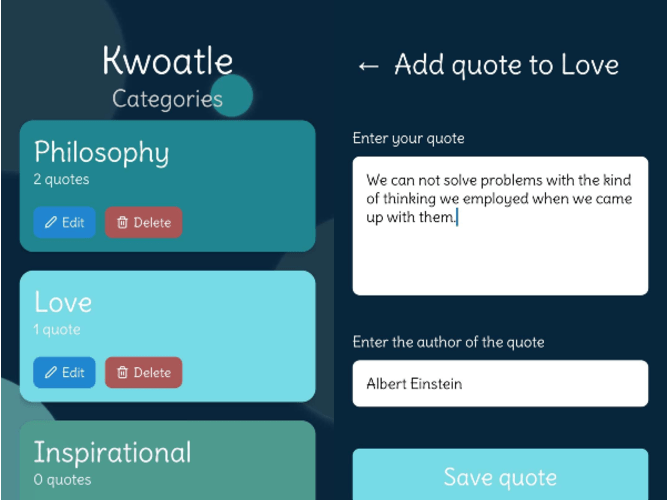 Kwoatle
Categories
Philosophy
2 quotes
Edit
Delete
Love
1 quote
Edit
Delete
Inspirational
0 quotes
← Add quote to Love
Enter your quote
We can not solve problems with the kind
of thinking we employed when we came
up with them.
Enter the author of the quote
Albert Einstein
Save quote